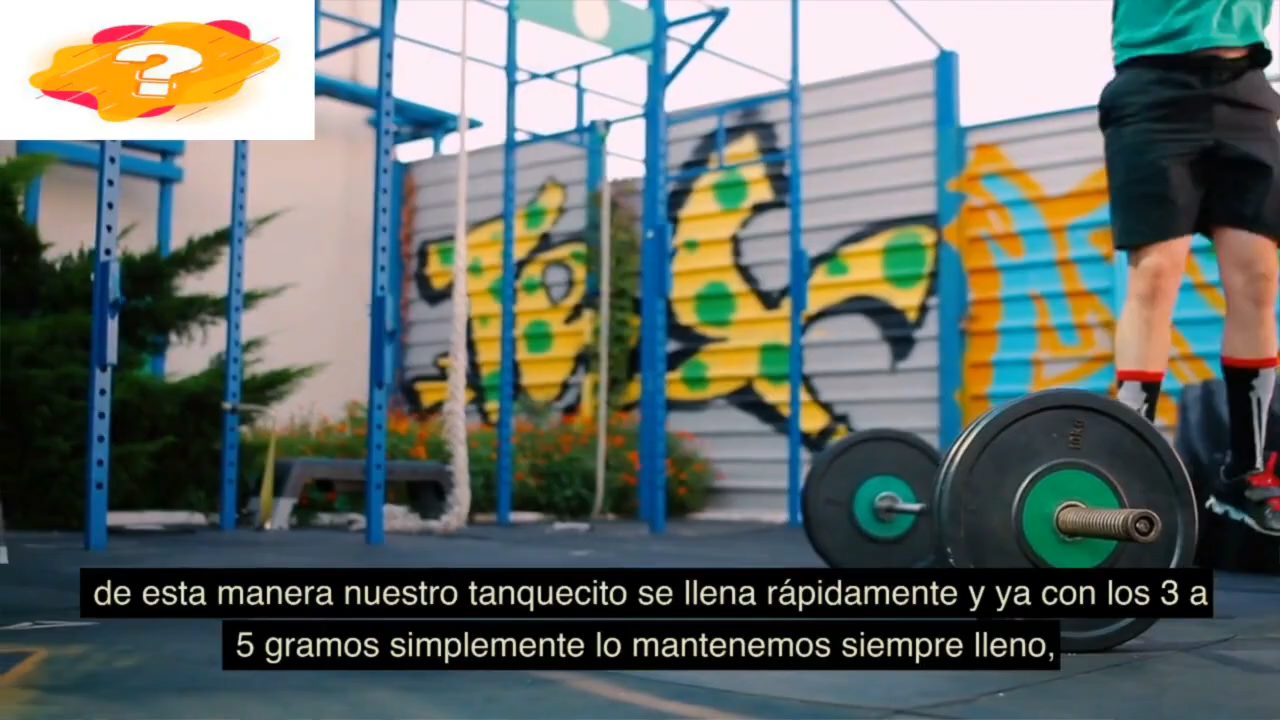 ?
de esta manera nuestro tanquecito se llena rápidamente y ya con los 3 a
5 gramos simplemente lo mantenemos siempre lleno,